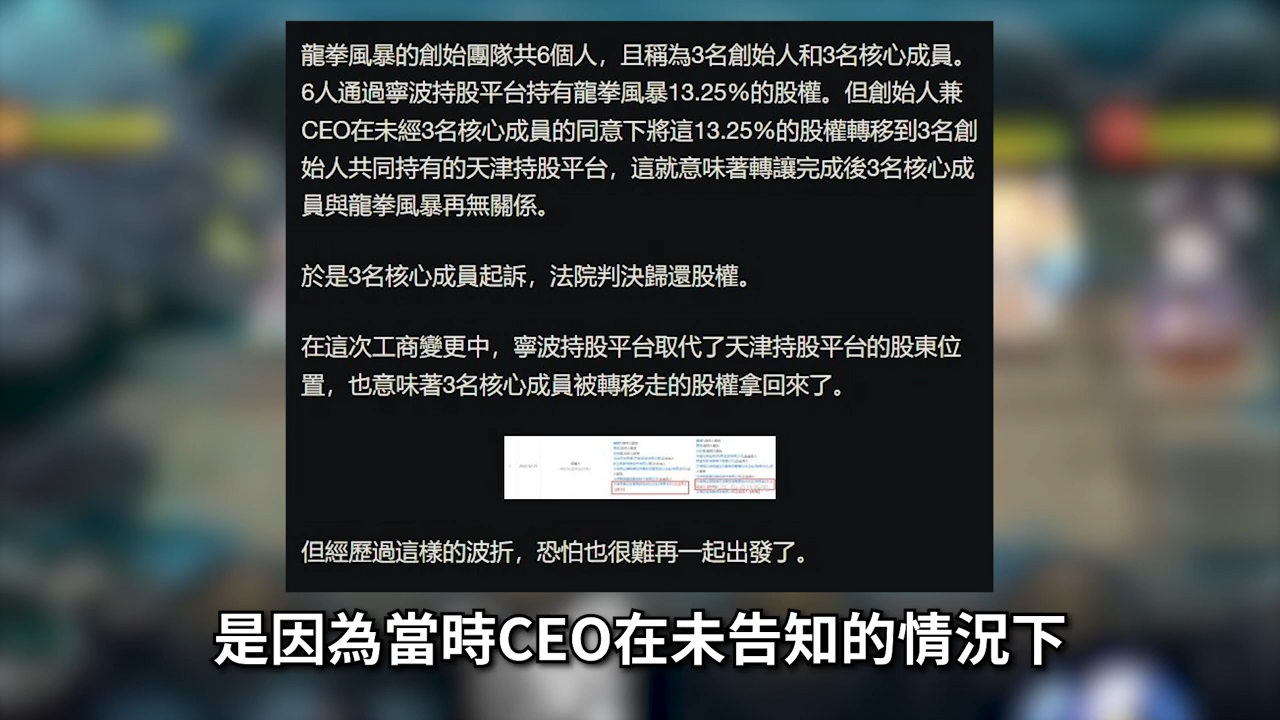 龍拳風暴的創始團隊共6個人，且稱為3名創始人和3名核心成員。
6人通過寧波持股平台持有龍拳風暴13.25%的股權。但創始人兼
CEO在未經3名核心成員的同意下將這13.25%的股權轉移到3名創
始人共同持有的天津持股平台，這就意味著轉讓完成後3名核心成
員與龍拳風暴再無關係。
於是3名核心成員起訴，法院判決歸還股權。
在這次工商變更中，寧波持股平台取代了天津持股平台的股東位
置，也意味著3名核心成員被轉移走的股權拿回來了。
但經歷過這樣的波折，恐怕也很難再一起出發了。
是因為當時CEO在未告知的情況下